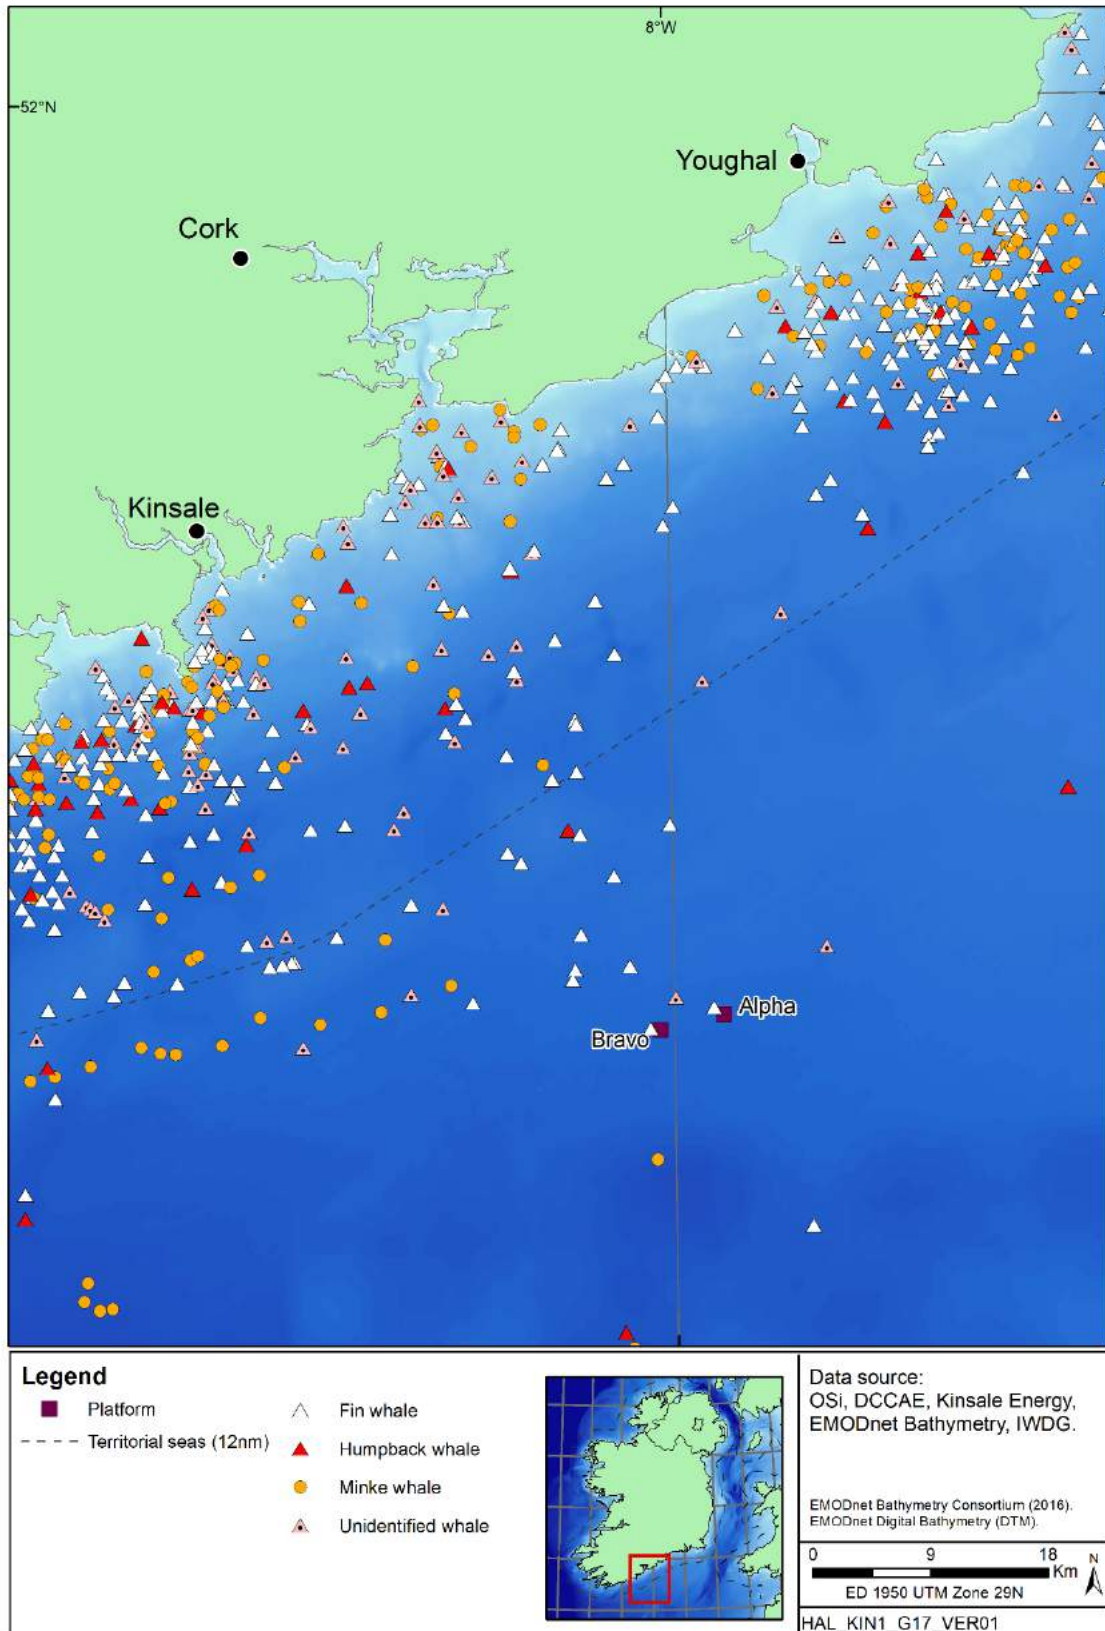 8°W
52°N
Youghal
Cork
Kinsale
Alpha
Bravo
Legend
Platform
Territorial seas (12nm)
Fin whale
Humpback whale
Minke whale
Unidentified whale
Data source:
OSi, DCCAE, Kinsale Energy,
EMODnet Bathymetry, IWDG.
EMODnet Bathymetry Consortium (2016).
EMODnet Digital Bathymetry (DTM).
0 9 18
Km
N
ED 1950 UTM Zone 29N
HAL_KIN1_G17_VER01